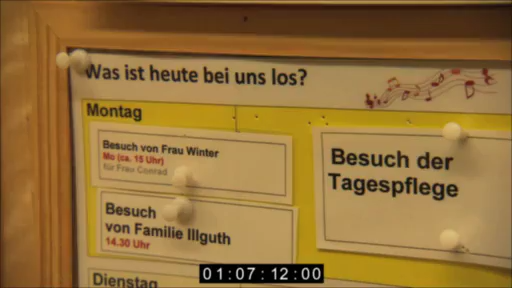 Was ist heute bei uns los?
Montag
Besuch von Frau Winter
Mo (ca. 15 Uhr)
für Frau Conrad
Besuch
von Familie Illguth
14.30 Uhr
Besuch der
Tagespflege
Dienstag
01:07:12:00